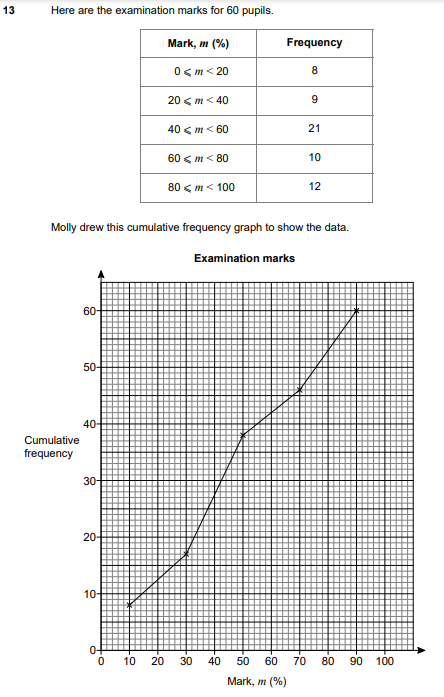 13 Here are the examination marks for 60 pupils.
Mark, m (%) Frequency
0 ⩽ m < 20 8
20 ⩽ m < 40 9
40 ⩽ m < 60 21
60 ⩽ m < 80 10
80 ⩽ m < 100 12
Molly drew this cumulative frequency graph to show the data.
Examination marks
60
50
40
Cumulative
frequency
30
20
10
0
0 10 20 30 40 50 60 70 80 90 100
Mark, m (%)